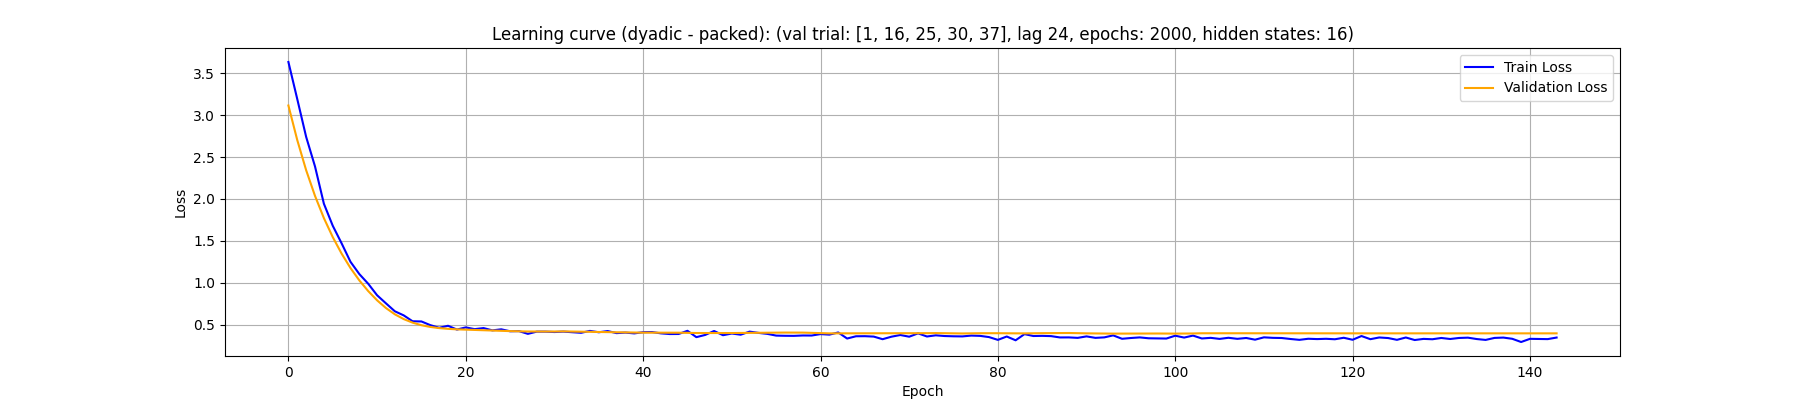 Learning curve (dyadic - packed): (val trial: [1, 16, 25, 30, 37], lag 24, epochs: 2000, hidden states: 16)
Train Loss
Validation Loss
3.5
3.0
2.5
2.0
1.5
1.0
0.5
Loss
0 20 40 60 80 100 120 140
Epoch